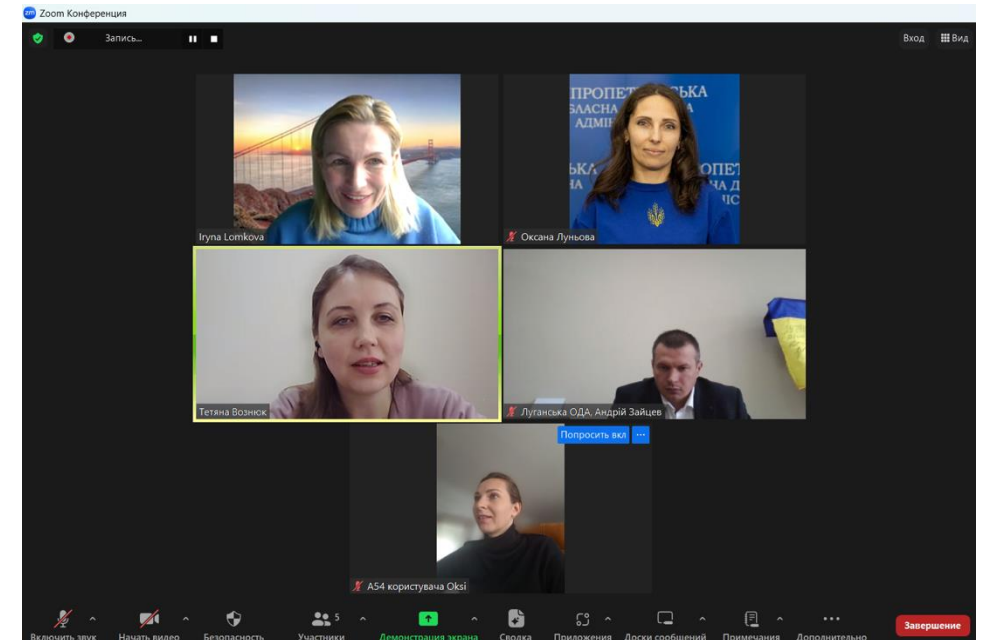 Zoom Конференция
Запись...
Вход
Вид
Iryna Lomkova
Оксана Луньова
Тетяна Вознюк
Луганська ОДА, Андрій Зайцев
Попросить вкл
...
A54 користувача Oksi
5
Завершение
Включить звук
Начать видео
Безопасность
Участники
Демонстрация экрана
Сводка
Приложения
Доски сообщений
Примечания
Дополнительно